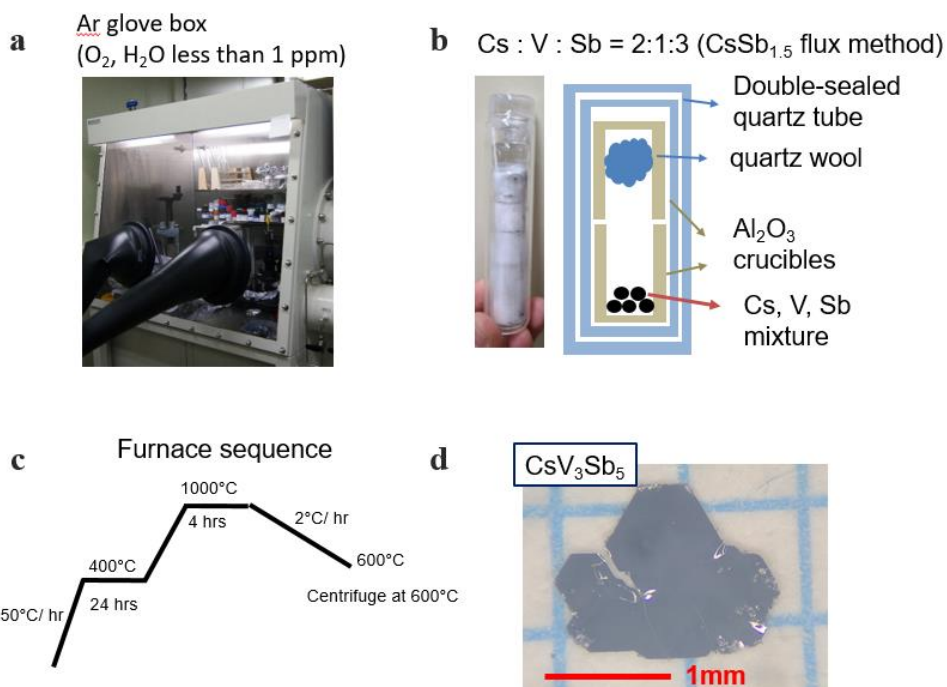 a
Ar glove box
(O₂, H₂O less than 1 ppm)
b
Cs : V : Sb = 2:1:3 (CsSb₁.₅ flux method)
Double-sealed
quartz tube
quartz wool
Al₂O₃
crucibles
Cs, V, Sb
mixture
c
Furnace sequence
1000°C
4 hrs
2°C/ hr
400°C
24 hrs
50°C/ hr
600°C
Centrifuge at 600°C
d
CsV₃Sb₅
1mm